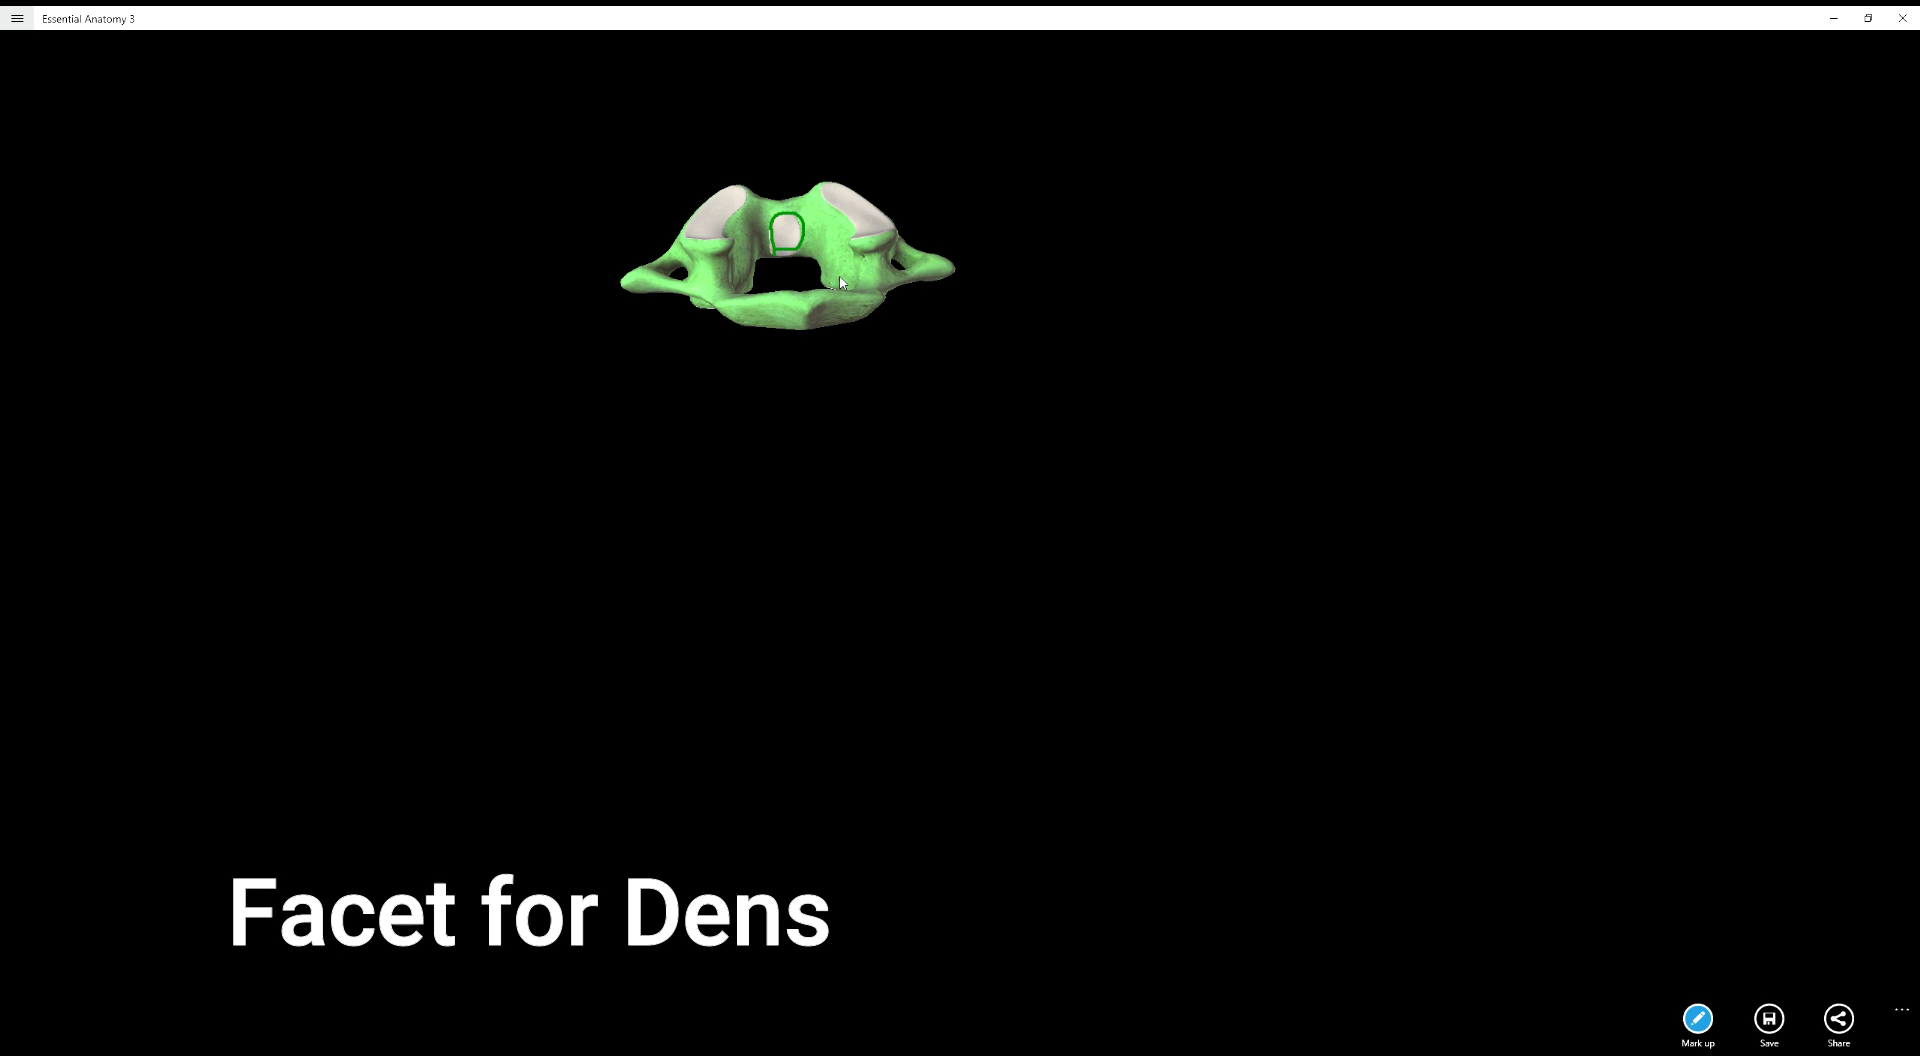 Essential Anatomy 3
Facet for Dens
Mark up
Save
Share